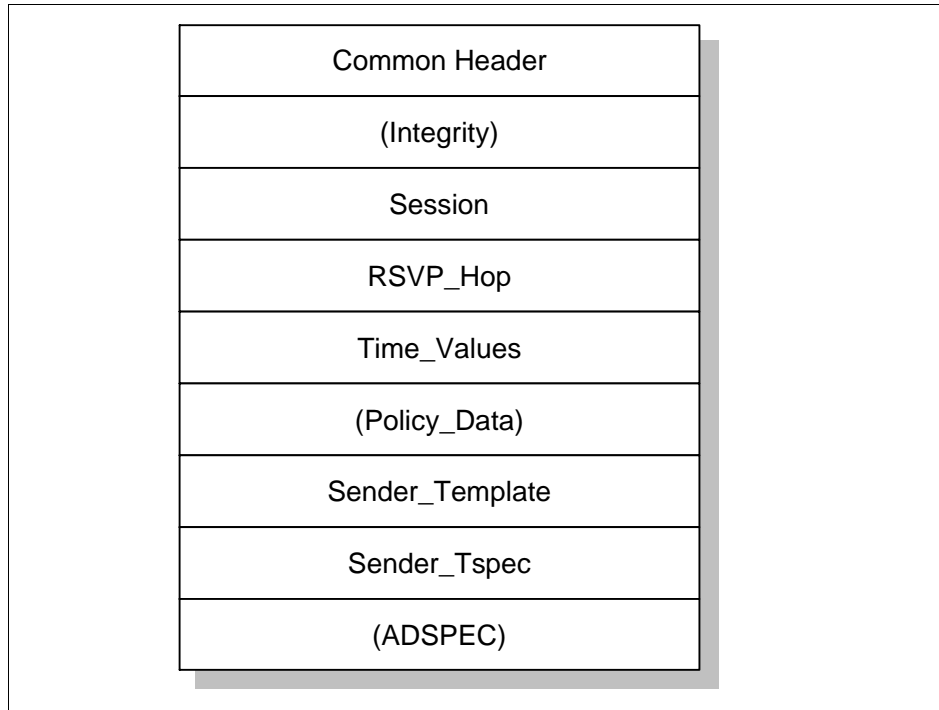 Common Header
(Integrity)
Session
RSVP_Hop
Time_Values
(Policy_Data)
Sender_Template
Sender_Tspec
(ADSPEC)